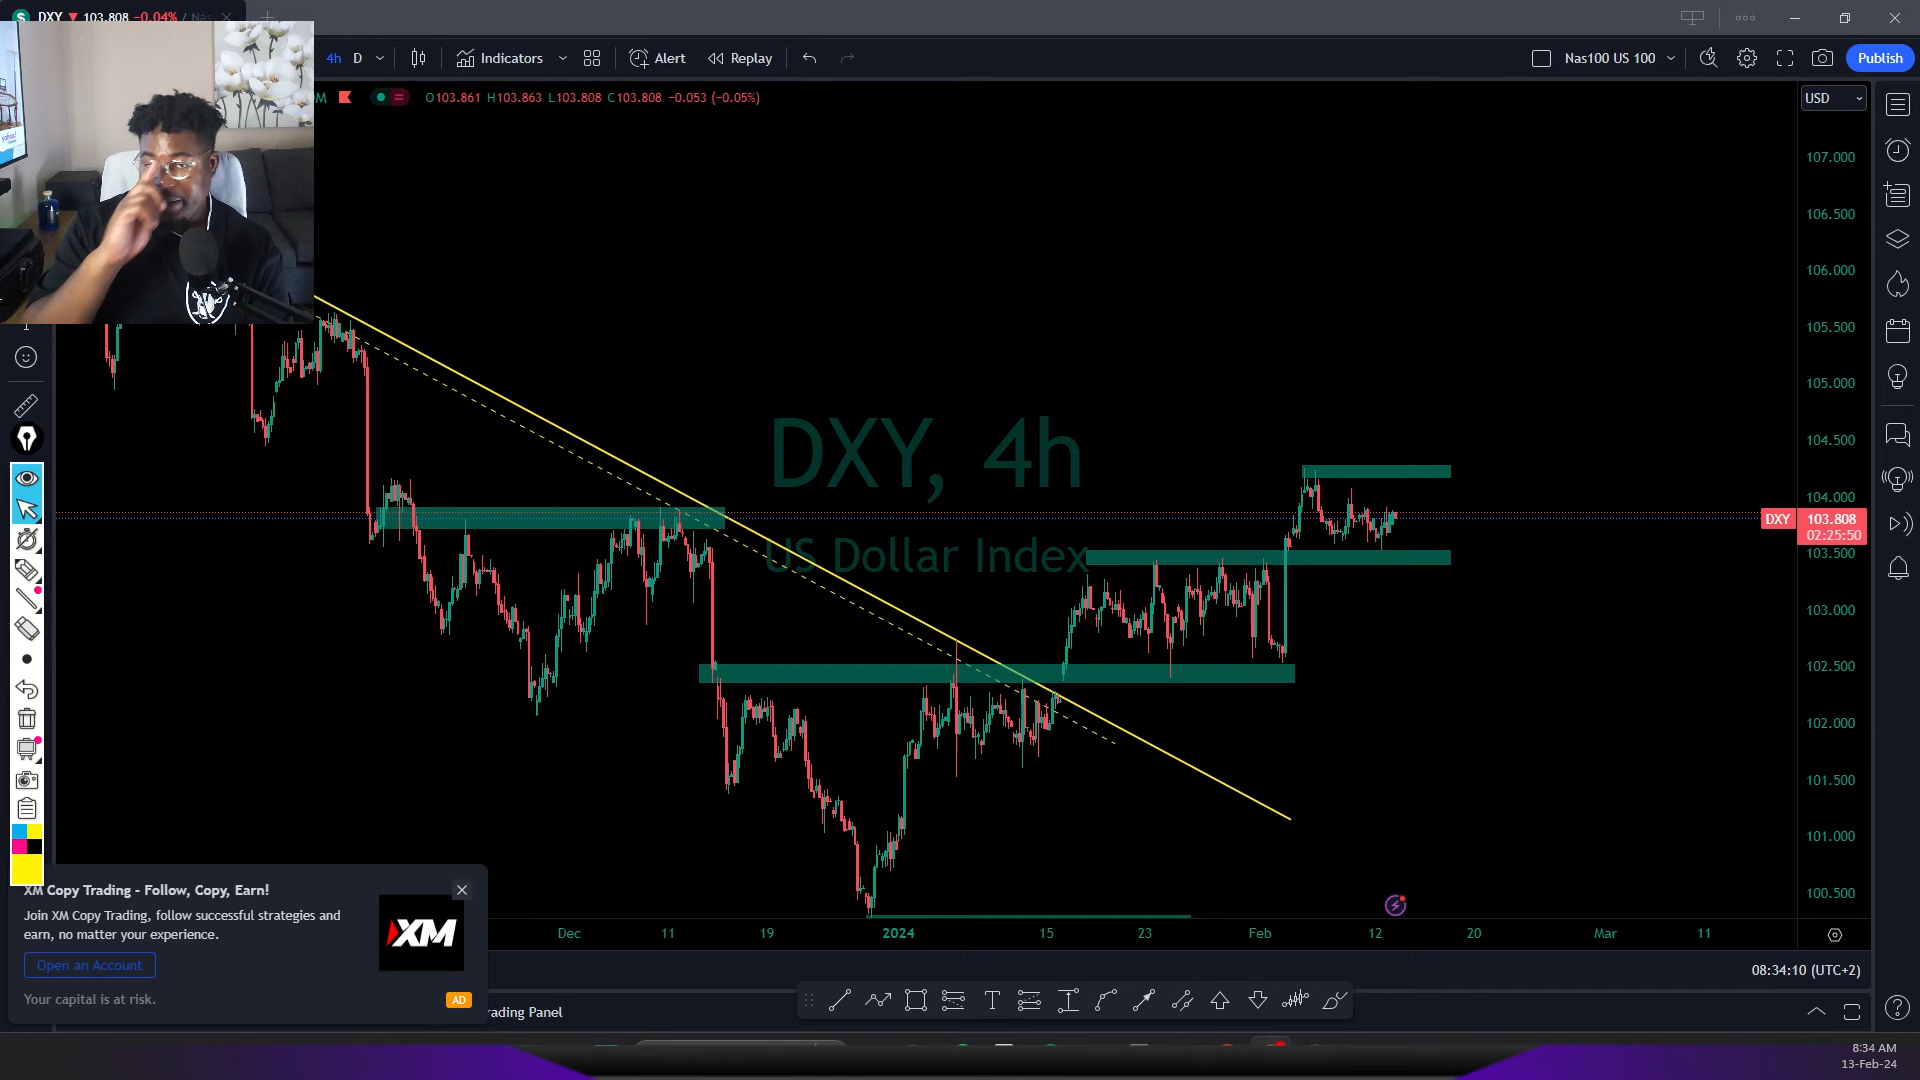 DXY ▼ 103.808 −0.04% / Nas
4h D Indicators Alert Replay Nas100 US 100 Publish
M O103.861 H103.863 L103.808 C103.808 −0.053 (−0.05%)
USD
107.000
106.500
106.000
105.500
105.000
104.500
104.000
DXY 103.808
02:25:50
103.500
103.000
102.500
102.000
101.500
101.000
100.500
DXY, 4h
US Dollar Index
Dec 11 19 2024 15 23 Feb 12 20 Mar 11
XM Copy Trading - Follow, Copy, Earn!
Join XM Copy Trading, follow successful strategies and
earn, no matter your experience.
Open an Account
Your capital is at risk.
AD
XM
08:34:10 (UTC+2)
rading Panel
8:34 AM
13-Feb-24